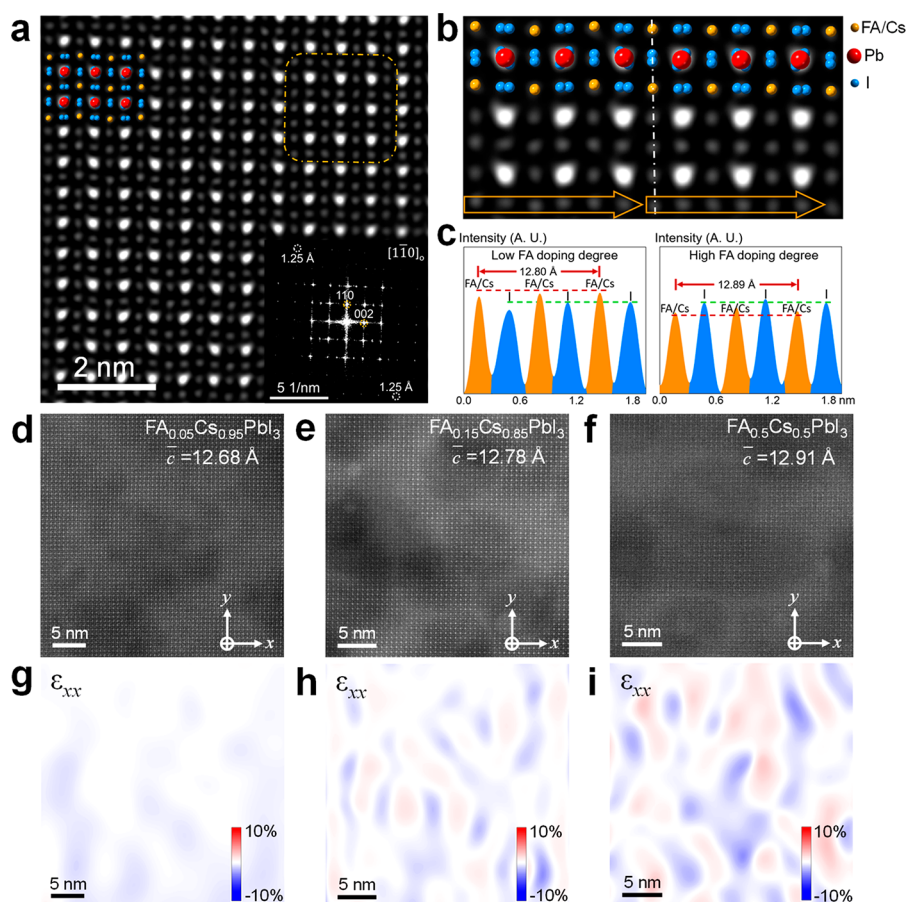 a
2 nm
[11̅0]ₒ
1.25 Å
110
002
5 1/nm
1.25 Å
b
FA/Cs
Pb
I
c
Intensity (A. U.)
Low FA doping degree
12.80 Å
FA/Cs FA/Cs FA/Cs
I I I
0.0 0.6 1.2 1.8
Intensity (A. U.)
High FA doping degree
12.89 Å
FA/Cs FA/Cs FA/Cs
I I I
0.0 0.6 1.2 1.8 nm
d
FA₀.₀₅Cs₀.₉₅PbI₃
c̅ =12.68 Å
y
x
5 nm
e
FA₀.₁₅Cs₀.₈₅PbI₃
c̅ =12.78 Å
y
x
5 nm
f
FA₀.₅Cs₀.₅PbI₃
c̅ =12.91 Å
y
x
5 nm
g
εxx
10%
-10%
5 nm
h
εxx
10%
-10%
5 nm
i
εxx
10%
-10%
5 nm